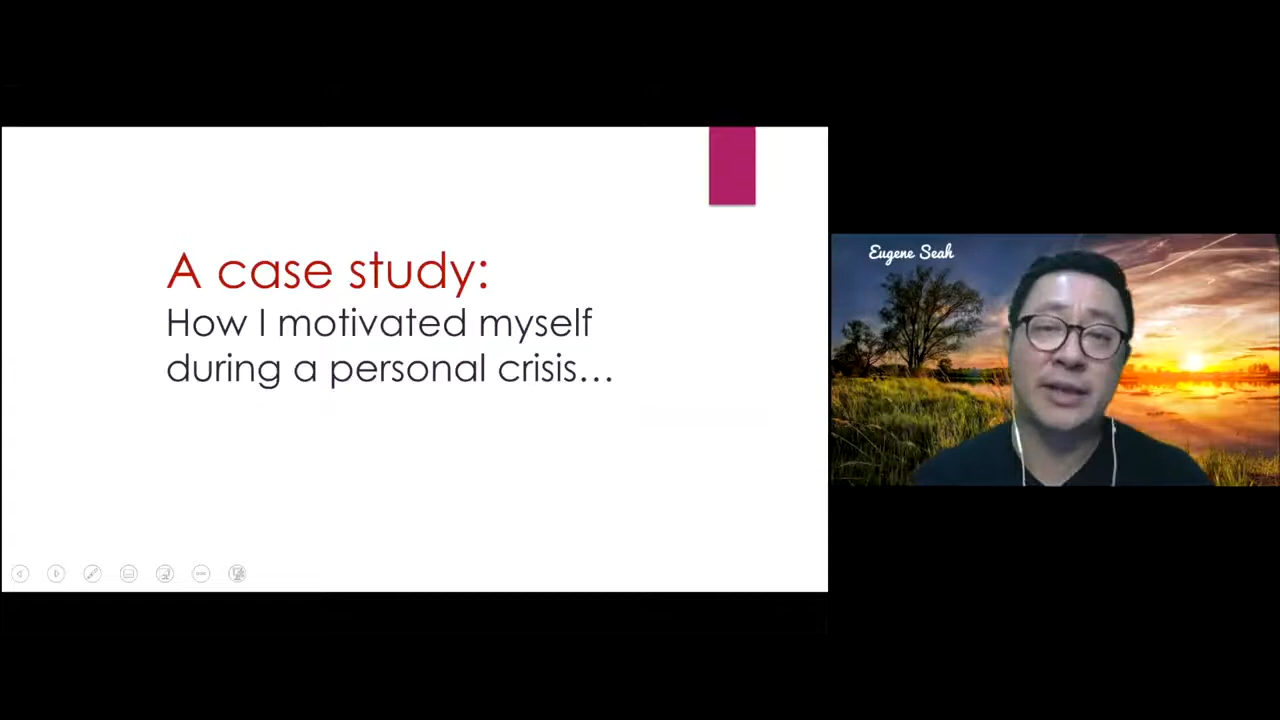 A case study:
How I motivated myself
during a personal crisis...
Eugene Seah